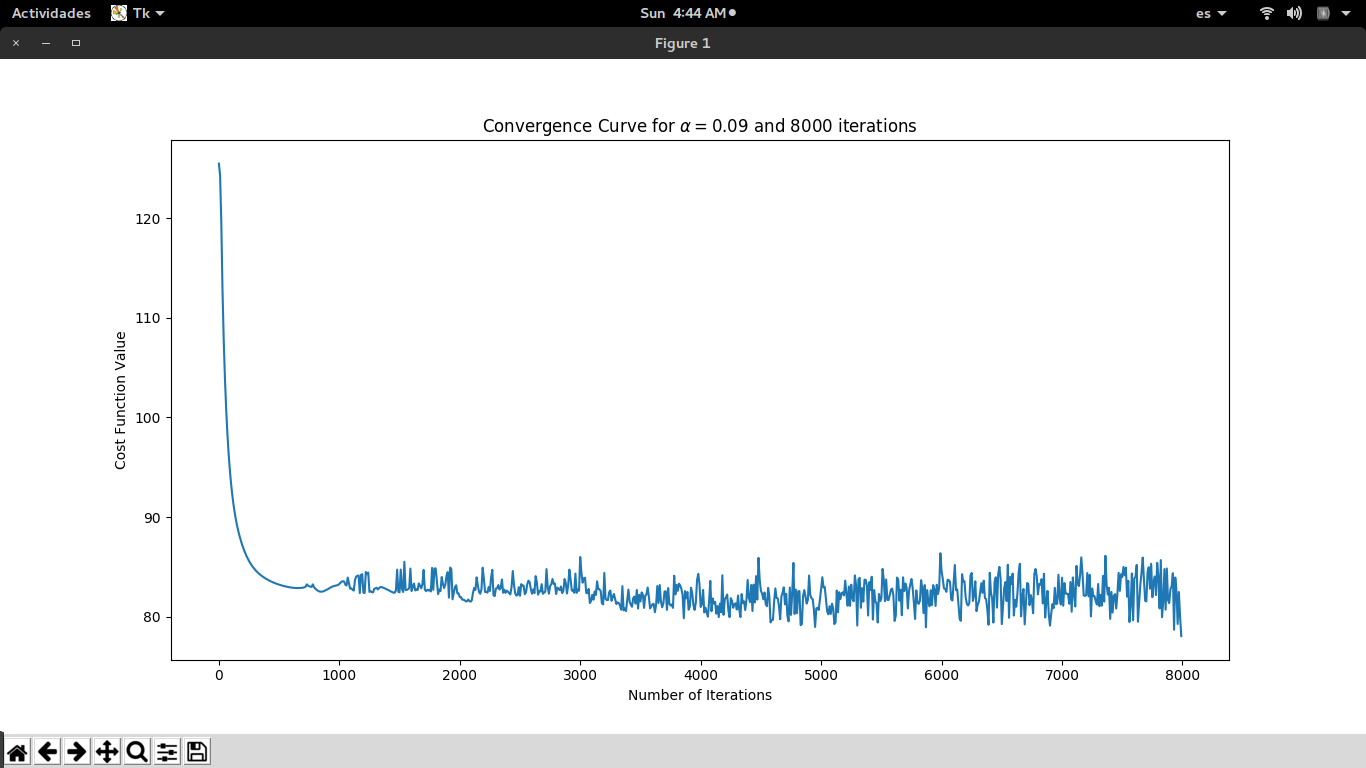 Actividades Tk Sun 4:44 AM es
Figure 1
Convergence Curve for α = 0.09 and 8000 iterations
Cost Function Value
120
110
100
90
80
0 1000 2000 3000 4000 5000 6000 7000 8000
Number of Iterations